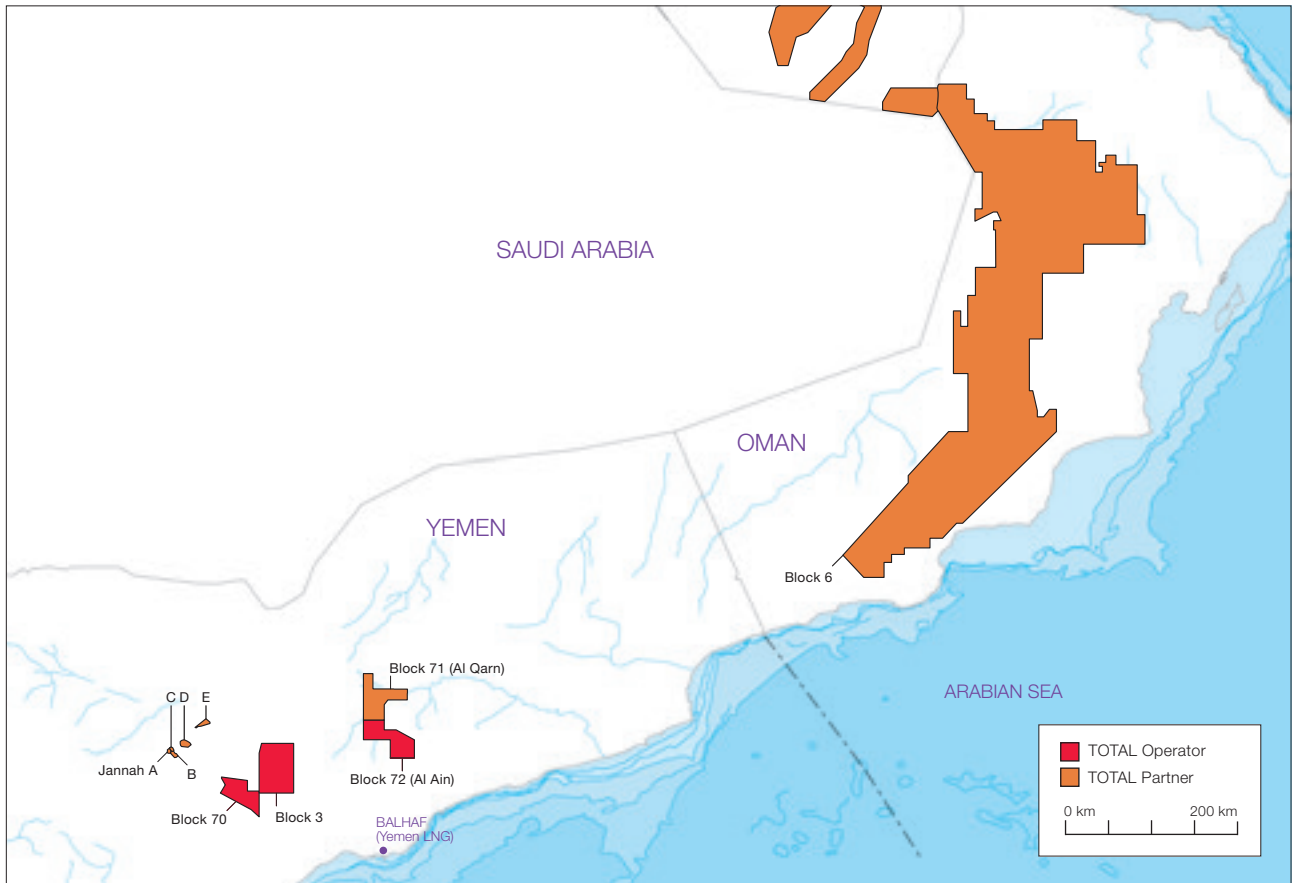 SAUDI ARABIA
OMAN
YEMEN
Block 6
Block 71 (Al Qarn)
C D E
ARABIAN SEA
Jannah A
B
Block 72 (Al Ain)
Block 70
Block 3
BALHAF
(Yemen LNG)
TOTAL Operator
TOTAL Partner
0 km 200 km